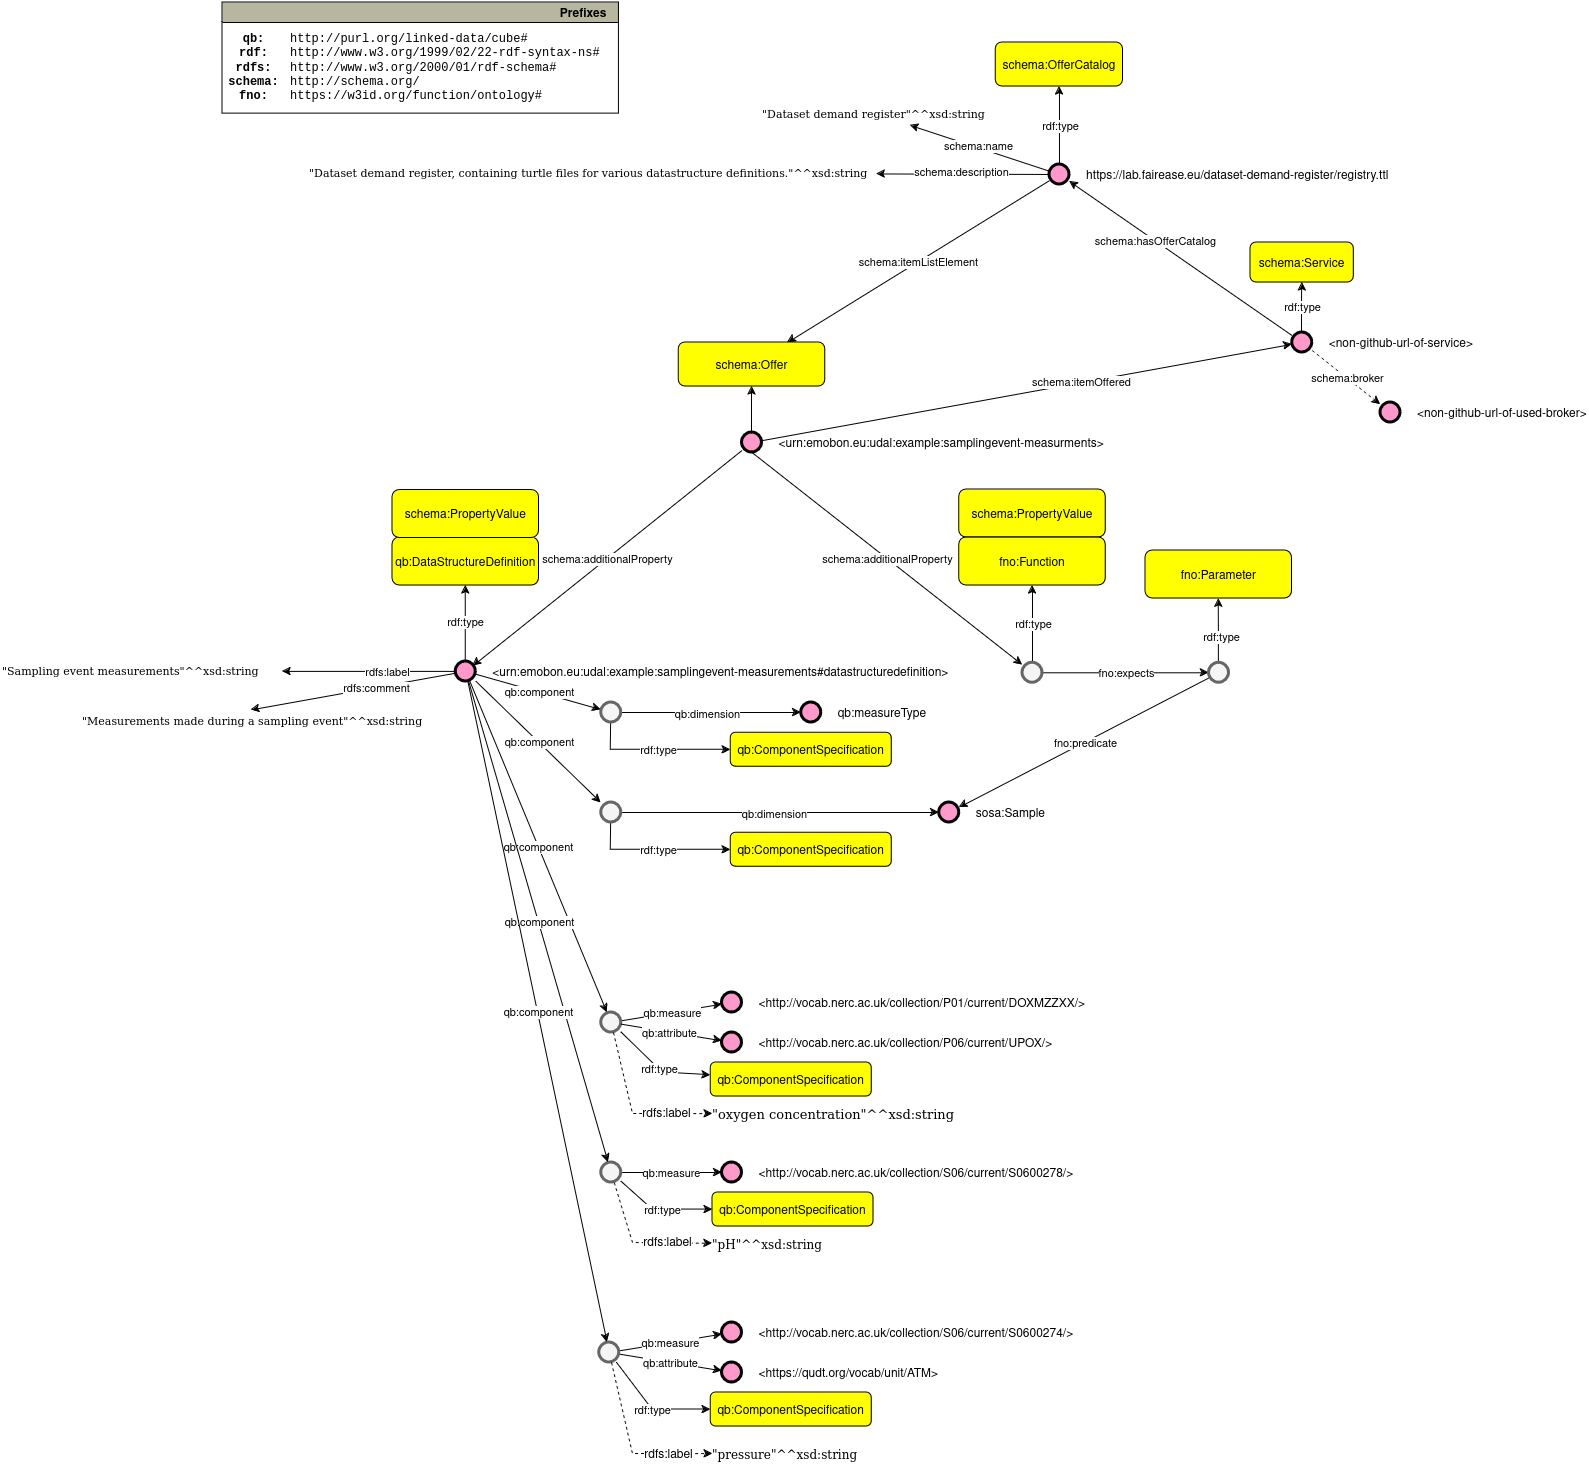 Prefixes
qb: http://purl.org/linked-data/cube#
rdf: http://www.w3.org/1999/02/22-rdf-syntax-ns#
rdfs: http://www.w3.org/2000/01/rdf-schema#
schema: http://schema.org/
fno: https://w3id.org/function/ontology#
schema:OfferCatalog
rdf:type
"Dataset demand register"^^xsd:string
schema:name
"Dataset demand register, containing turtle files for various datastructure definitions."^^xsd:string
schema:description
https://lab.fairease.eu/dataset-demand-register/registry.ttl
schema:hasOfferCatalog
schema:itemListElement
schema:Service
rdf:type
<non-github-url-of-service>
schema:broker
<non-github-url-of-used-broker>
schema:Offer
schema:itemOffered
<urn:emobon.eu:udal:example:samplingevent-measurments>
schema:PropertyValue
qb:DataStructureDefinition
schema:additionalProperty
schema:additionalProperty
schema:PropertyValue
fno:Function
fno:Parameter
rdf:type
rdf:type
rdf:type
"Sampling event measurements"^^xsd:string
rdfs:label
<urn:emobon.eu:udal:example:samplingevent-measurements#datastructuredefinition>
fno:expects
rdfs:comment
"Measurements made during a sampling event"^^xsd:string
qb:component
qb:dimension
qb:measureType
rdf:type
qb:ComponentSpecification
qb:component
fno:predicate
qb:dimension
sosa:Sample
rdf:type
qb:ComponentSpecification
qb:component
qb:component
qb:component
qb:measure
<http://vocab.nerc.ac.uk/collection/P01/current/DOXMZZXX/>
qb:attribute
<http://vocab.nerc.ac.uk/collection/P06/current/UPOX/>
rdf:type
qb:ComponentSpecification
rdfs:label
"oxygen concentration"^^xsd:string
qb:measure
<http://vocab.nerc.ac.uk/collection/S06/current/S0600278/>
rdf:type
qb:ComponentSpecification
rdfs:label
"pH"^^xsd:string
qb:measure
<http://vocab.nerc.ac.uk/collection/S06/current/S0600274/>
qb:attribute
<https://qudt.org/vocab/unit/ATM>
rdf:type
qb:ComponentSpecification
rdfs:label
"pressure"^^xsd:string